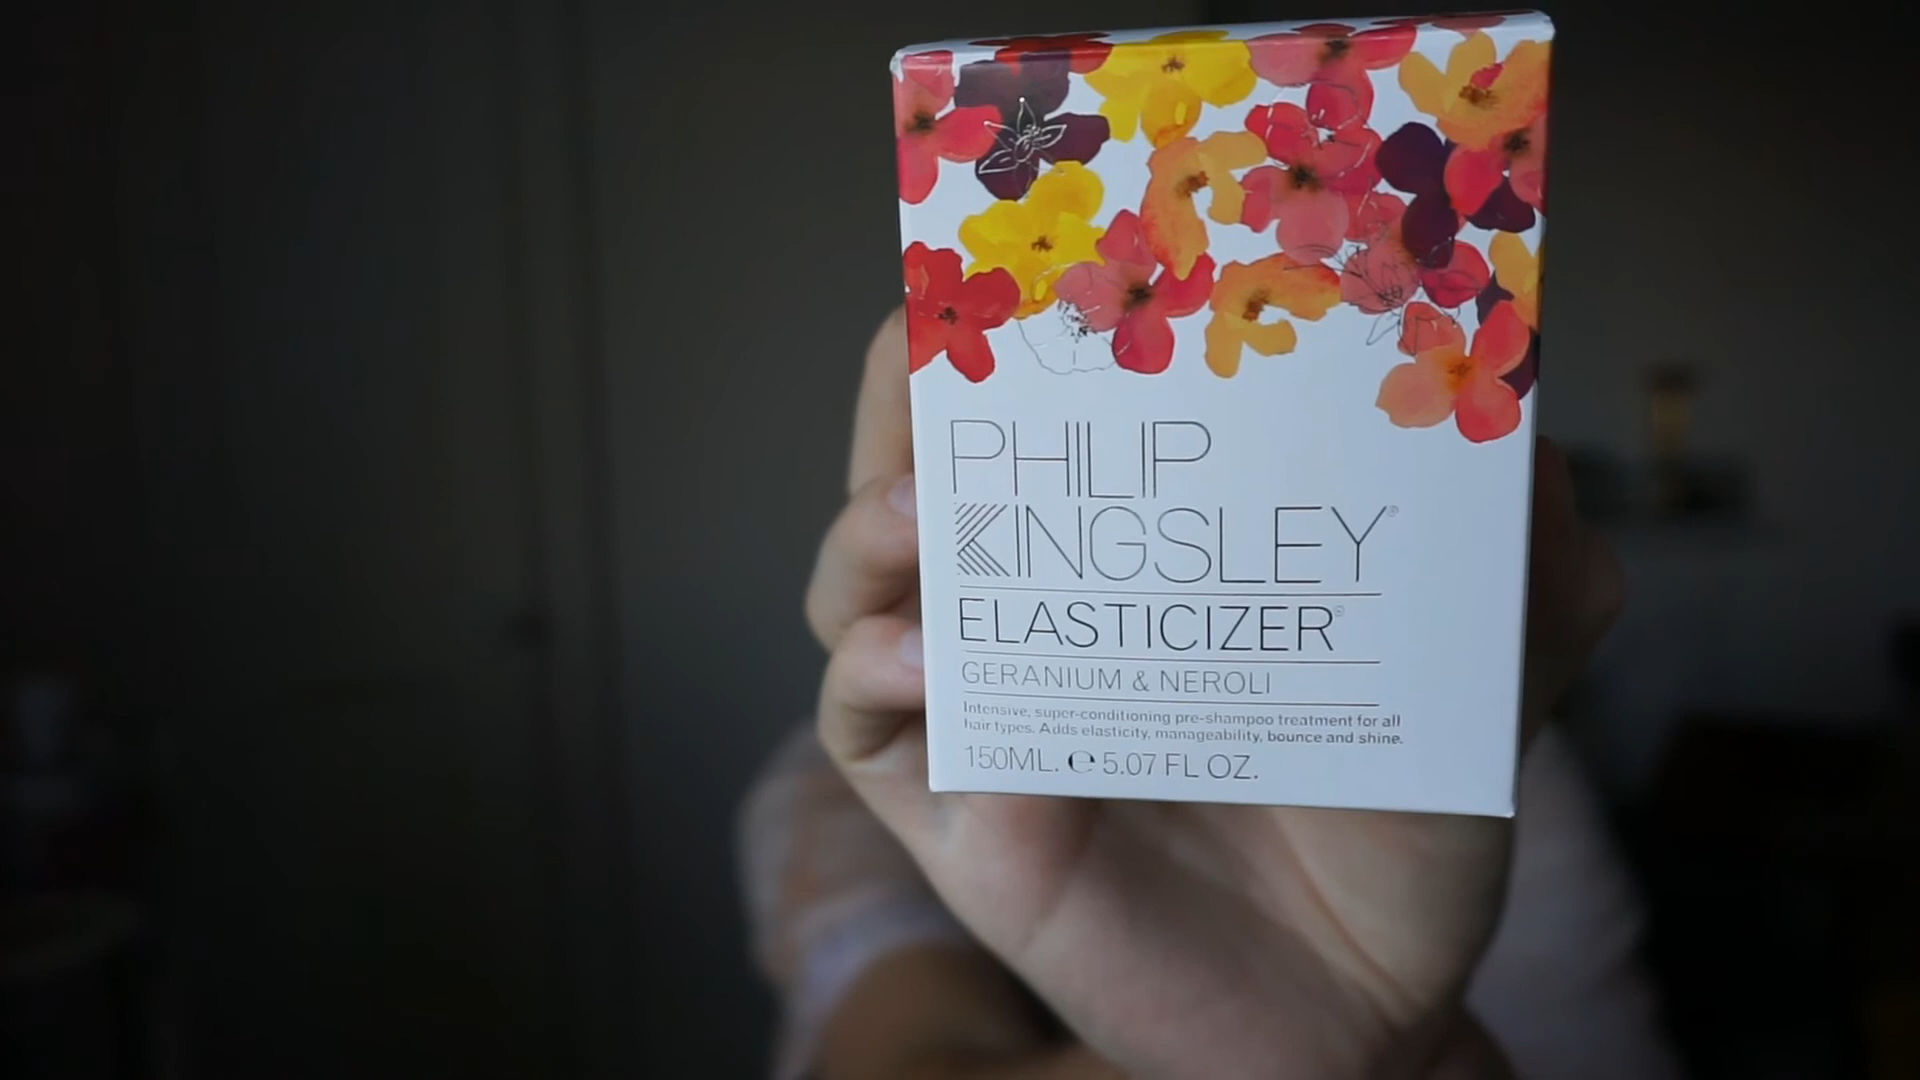 PHILIP
KINGSLEY®
ELASTICIZER®
GERANIUM & NEROLI
Intensive, super-conditioning pre-shampoo treatment for all
hair types. Adds elasticity, manageability, bounce and shine.
150ML. ℮ 5.07 FL OZ.